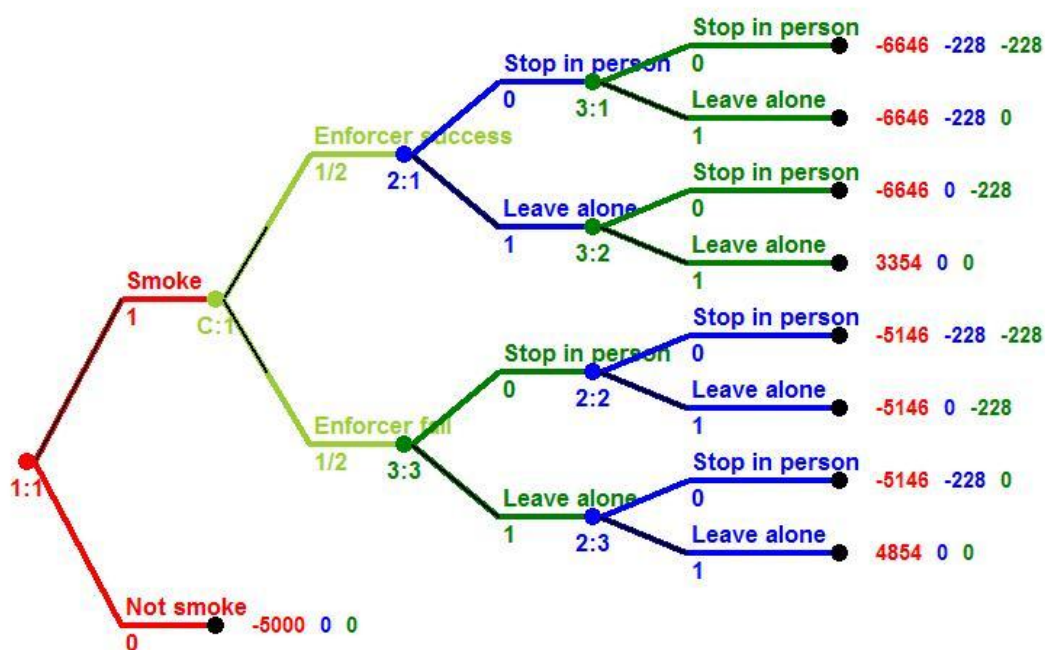 Stop in person
0
-6646 -228 -228
Stop in person
0
3:1
Leave alone
1
-6646 -228 0
Enforcer success
1/2
2:1
Stop in person
0
-6646 0 -228
Leave alone
1
3:2
Leave alone
1
3354 0 0
Smoke
1
C:1
Stop in person
0
-5146 -228 -228
Stop in person
0
2:2
Leave alone
1
-5146 0 -228
Enforcer fail
1/2
3:3
1:1
Stop in person
0
-5146 -228 0
Leave alone
1
2:3
Leave alone
1
4854 0 0
Not smoke
0
-5000 0 0